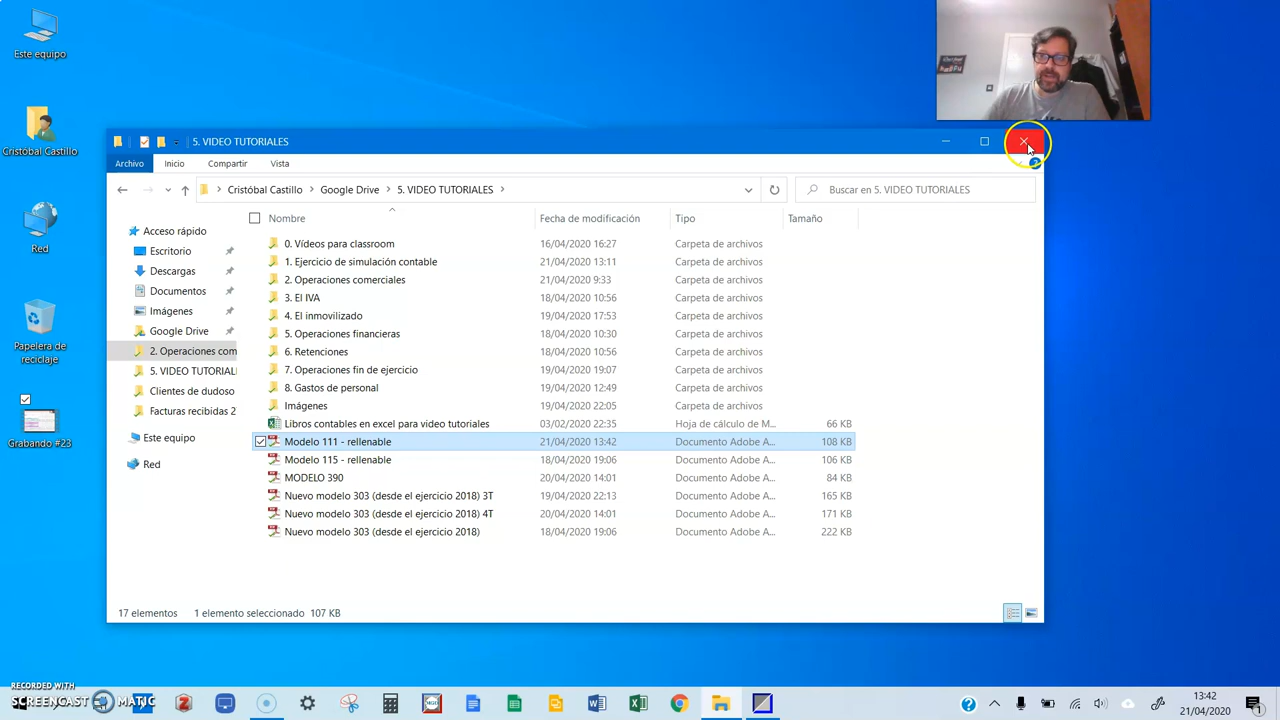 Este equipo
Cristóbal Castillo
Red
Papelera de
reciclaje
Grabando #23
5. VIDEO TUTORIALES
Archivo Inicio Compartir Vista
Cristóbal Castillo > Google Drive > 5. VIDEO TUTORIALES >
Buscar en 5. VIDEO TUTORIALES
Acceso rápido
Escritorio
Descargas
Documentos
Imágenes
Google Drive
2. Operaciones com
5. VIDEO TUTORIAL
Clientes de dudoso
Facturas recibidas 2
Este equipo
Red
Nombre Fecha de modificación Tipo Tamaño
0. Vídeos para classroom 16/04/2020 16:27 Carpeta de archivos
1. Ejercicio de simulación contable 21/04/2020 13:11 Carpeta de archivos
2. Operaciones comerciales 21/04/2020 9:33 Carpeta de archivos
3. El IVA 18/04/2020 10:56 Carpeta de archivos
4. El inmovilizado 19/04/2020 17:53 Carpeta de archivos
5. Operaciones financieras 18/04/2020 10:30 Carpeta de archivos
6. Retenciones 18/04/2020 10:56 Carpeta de archivos
7. Operaciones fin de ejercicio 19/04/2020 19:07 Carpeta de archivos
8. Gastos de personal 19/04/2020 12:49 Carpeta de archivos
Imágenes 19/04/2020 22:05 Carpeta de archivos
Libros contables en excel para video tutoriales 03/02/2020 22:35 Hoja de cálculo de M... 66 KB
Modelo 111 - rellenable 21/04/2020 13:42 Documento Adobe A... 108 KB
Modelo 115 - rellenable 18/04/2020 19:06 Documento Adobe A... 106 KB
MODELO 390 20/04/2020 14:01 Documento Adobe A... 84 KB
Nuevo modelo 303 (desde el ejercicio 2018) 3T 19/04/2020 22:13 Documento Adobe A... 165 KB
Nuevo modelo 303 (desde el ejercicio 2018) 4T 20/04/2020 14:01 Documento Adobe A... 171 KB
Nuevo modelo 303 (desde el ejercicio 2018) 18/04/2020 19:06 Documento Adobe A... 222 KB
17 elementos 1 elemento seleccionado 107 KB
RECORDED WITH
SCREENCAST MATIC
13:42
21/04/2020
1